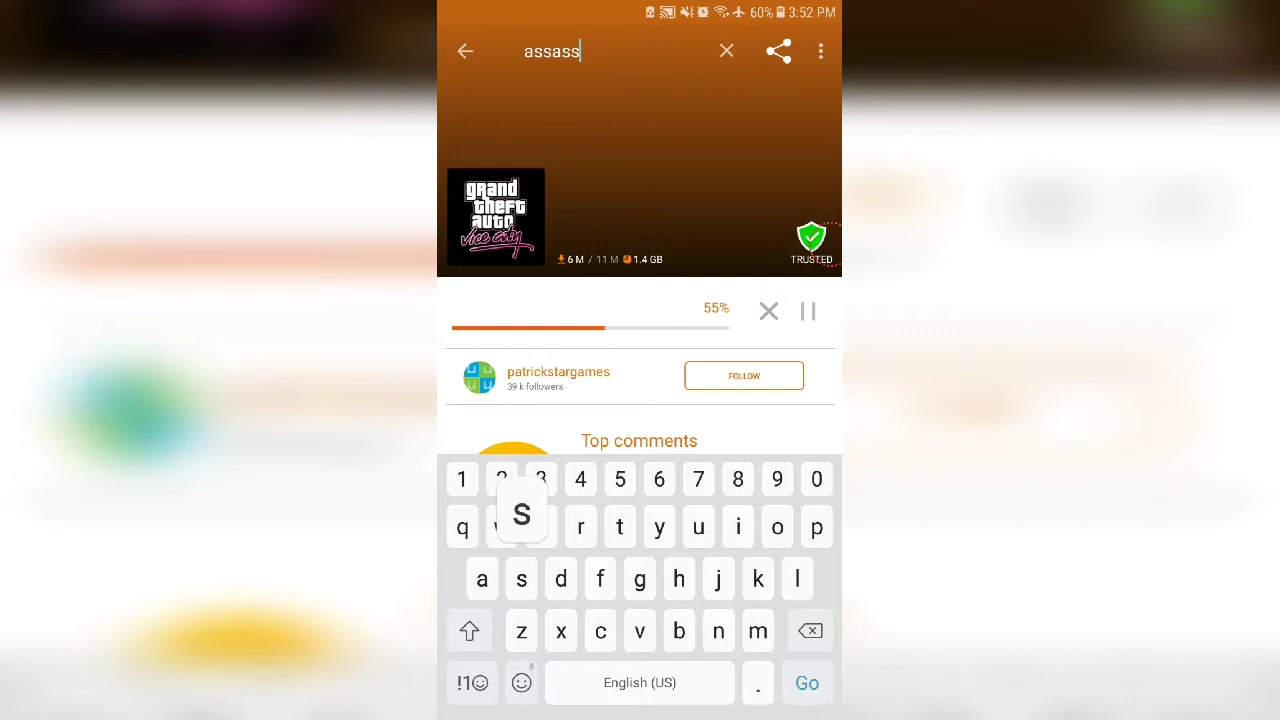 60% 3:52 PM
assass
grand
theft
auto
vice city
6 M / 11 M 1.4 GB
TRUSTED
55%
patrickstargames
39 k followers
FOLLOW
Top comments
1 2 3 4 5 6 7 8 9 0
s
q w r t y u i o p
a s d f g h j k l
z x c v b n m
!1 English (US) . Go